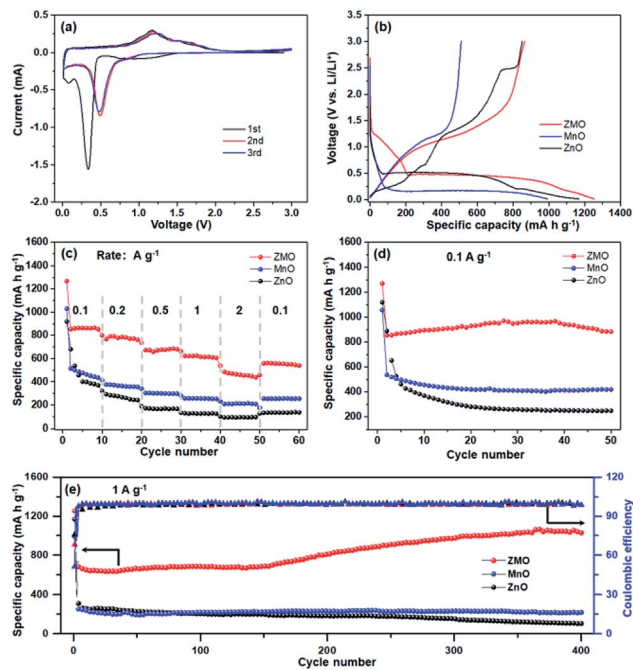 (a)
Current (mA)
0.5
0.0
-0.5
-1.0
-1.5
-2.0
1st
2nd
3rd
0.0 0.5 1.0 1.5 2.0 2.5 3.0
Voltage (V)
(b)
Voltage (V vs. Li/Li⁺)
3.0
2.5
2.0
1.5
1.0
0.5
0.0
ZMO
MnO
ZnO
0 200 400 600 800 1000 1200 1400
Specific capacity (mA h g⁻¹)
(c)
Rate: A g⁻¹
Specific capacity (mA h g⁻¹)
1600
1400
1200
1000
800
600
400
200
0
ZMO
MnO
ZnO
0.1 0.2 0.5 1 2 0.1
0 10 20 30 40 50 60
Cycle number
(d)
0.1 A g⁻¹
Specific capacity (mA h g⁻¹)
1600
1400
1200
1000
800
600
400
200
ZMO
MnO
ZnO
0 10 20 30 40 50
Cycle number
(e)
1 A g⁻¹
Specific capacity (mA h g⁻¹)
1600
1200
800
400
0
ZMO
MnO
ZnO
120
90
60
30
0
Coulombic efficiency
0 100 200 300 400
Cycle number